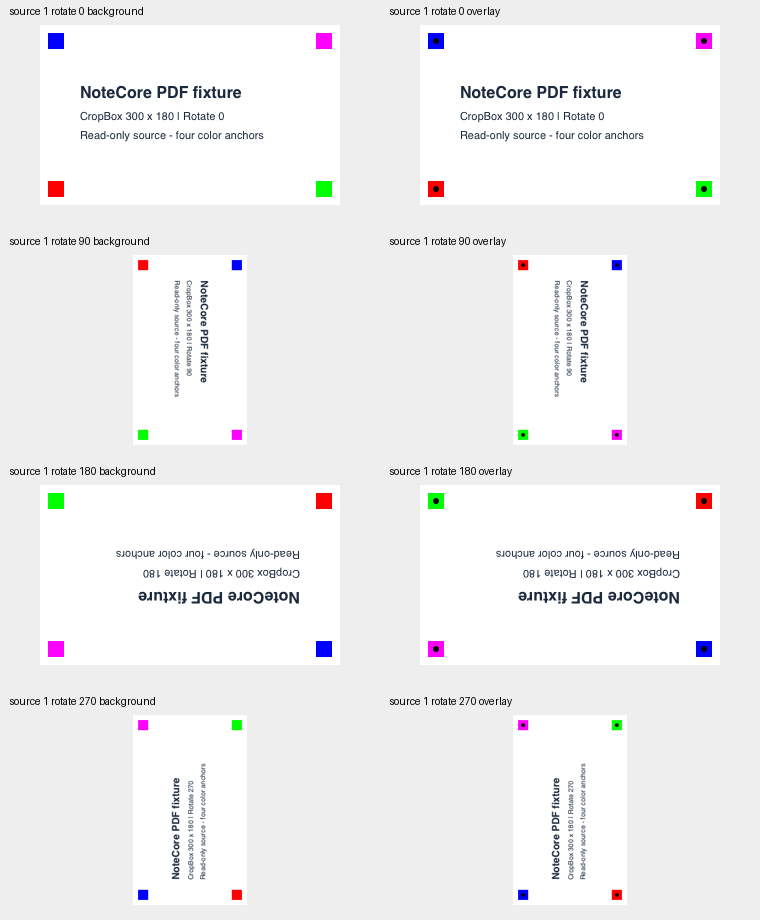 source 1 rotate 0 background
NoteCore PDF fixture
CropBox 300 x 180 | Rotate 0
Read-only source - four color anchors
source 1 rotate 0 overlay
NoteCore PDF fixture
CropBox 300 x 180 | Rotate 0
Read-only source - four color anchors
source 1 rotate 90 background
NoteCore PDF fixture
CropBox 300 x 180 | Rotate 90
Read-only source - four color anchors
source 1 rotate 90 overlay
NoteCore PDF fixture
CropBox 300 x 180 | Rotate 90
Read-only source - four color anchors
source 1 rotate 180 background
NoteCore PDF fixture
CropBox 300 x 180 | Rotate 180
Read-only source - four color anchors
source 1 rotate 180 overlay
NoteCore PDF fixture
CropBox 300 x 180 | Rotate 180
Read-only source - four color anchors
source 1 rotate 270 background
NoteCore PDF fixture
CropBox 300 x 180 | Rotate 270
Read-only source - four color anchors
source 1 rotate 270 overlay
NoteCore PDF fixture
CropBox 300 x 180 | Rotate 270
Read-only source - four color anchors